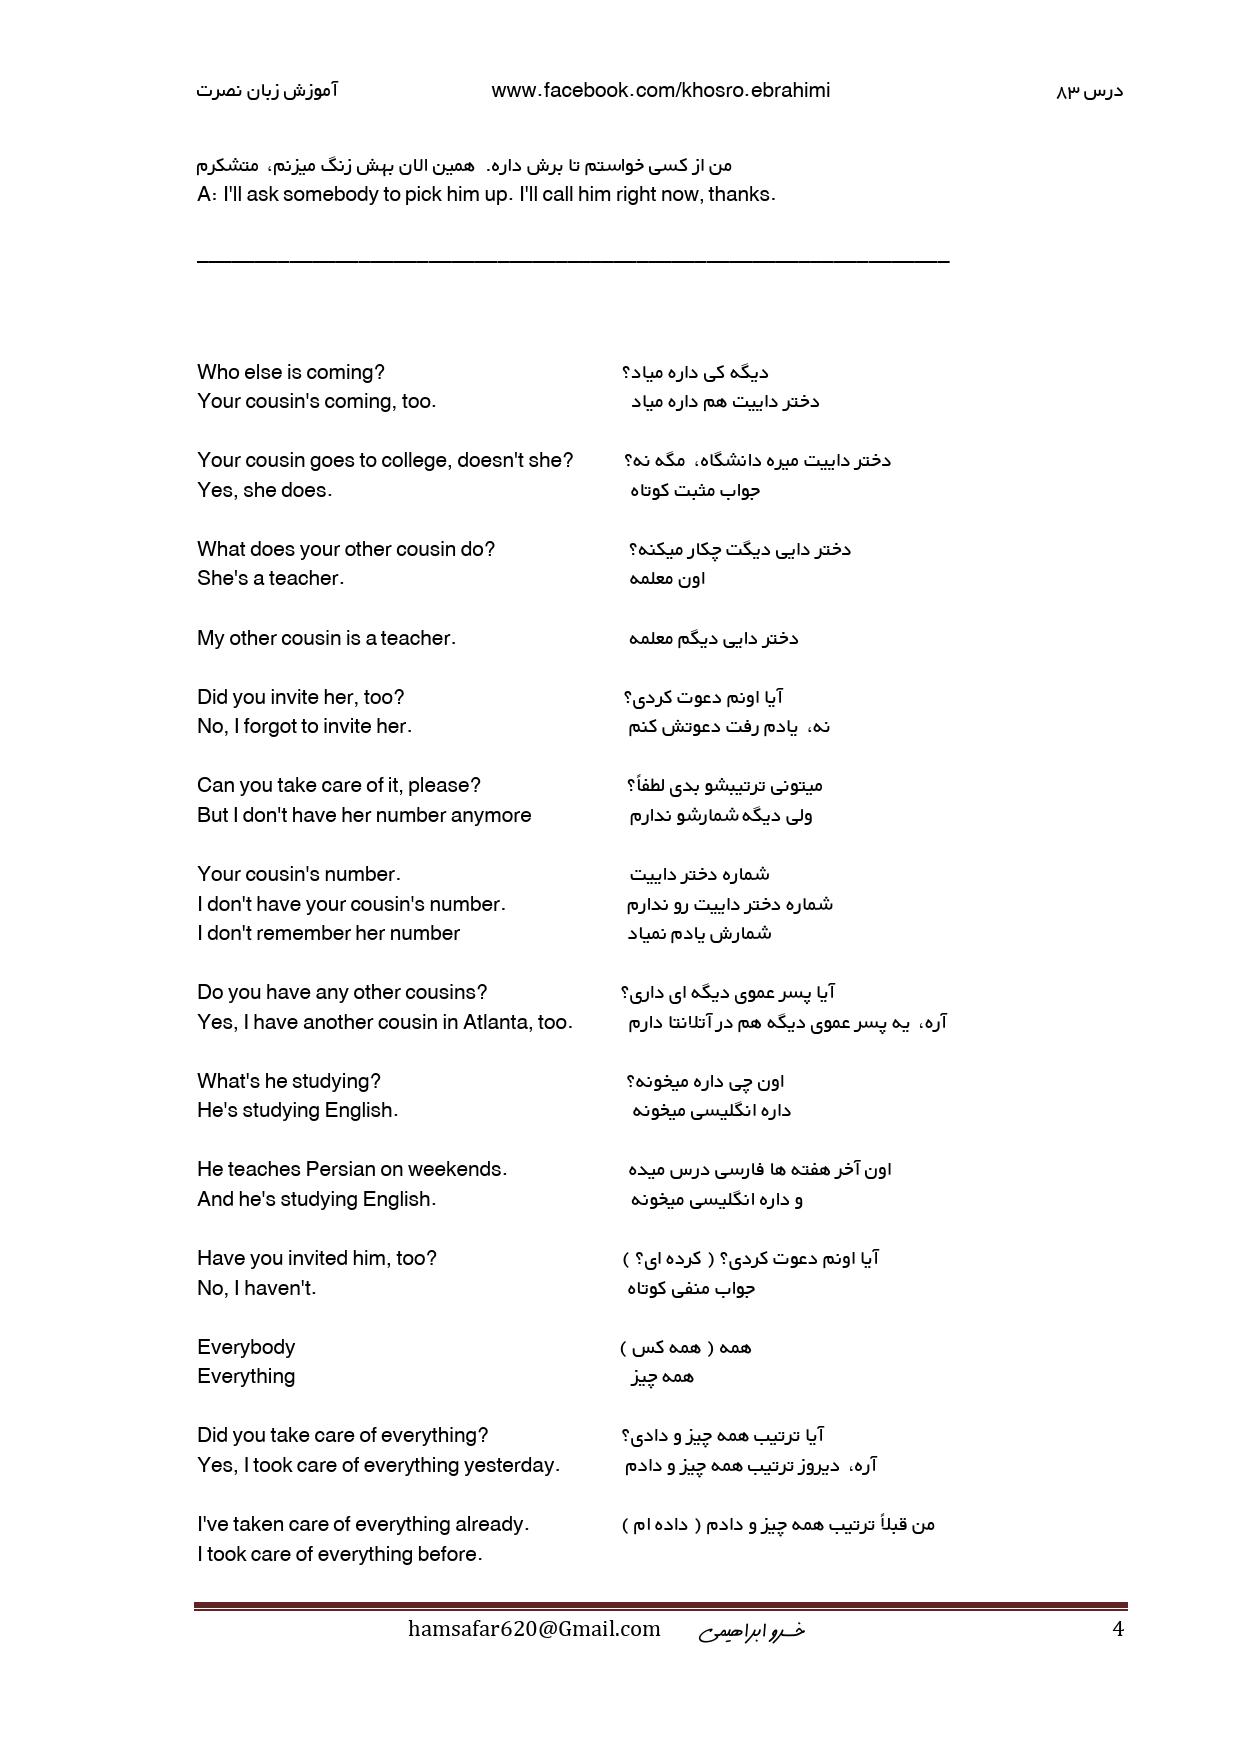 آموزش زبان نصرت www.facebook.com/khosro.ebrahimi درس ۸۳
من از کسی خواستم تا برش داره. همین الان بهش زنگ میزنم، متشکرم
A: I'll ask somebody to pick him up. I'll call him right now, thanks.
Who else is coming? دیگه کی داره میاد؟
Your cousin's coming, too. دختر داییت هم داره میاد
Your cousin goes to college, doesn't she? دختر داییت میره دانشگاه، مگه نه؟
Yes, she does. جواب مثبت کوتاه
What does your other cousin do? دختر دایی دیگت چکار میکنه؟
She's a teacher. اون معلمه
My other cousin is a teacher. دختر دایی دیگم معلمه
Did you invite her, too? آیا اونم دعوت کردی؟
No, I forgot to invite her. نه، یادم رفت دعوتش کنم
Can you take care of it, please? میتونی ترتیبشو بدی لطفاً؟
But I don't have her number anymore ولی دیگه شمارشو ندارم
Your cousin's number. شماره دختر داییت
I don't have your cousin's number. شماره دختر داییت رو ندارم
I don't remember her number شمارش یادم نمیاد
Do you have any other cousins? آیا پسر عموی دیگه ای داری؟
Yes, I have another cousin in Atlanta, too. آره، یه پسر عموی دیگه هم در آتلانتا دارم
What's he studying? اون چی داره میخونه؟
He's studying English. داره انگلیسی میخونه
He teaches Persian on weekends. اون آخر هفته ها فارسی درس میده
And he's studying English. و داره انگلیسی میخونه
Have you invited him, too? آیا اونم دعوت کردی؟ ( کرده ای؟ )
No, I haven't. جواب منفی کوتاه
Everybody همه ( همه کس )
Everything همه چیز
Did you take care of everything? آیا ترتیب همه چیز و دادی؟
Yes, I took care of everything yesterday. آره، دیروز ترتیب همه چیز و دادم
I've taken care of everything already. من قبلاً ترتیب همه چیز و دادم ( داده ام )
I took care of everything before.
hamsafar620@Gmail.com خسرو ابراهیمی 4